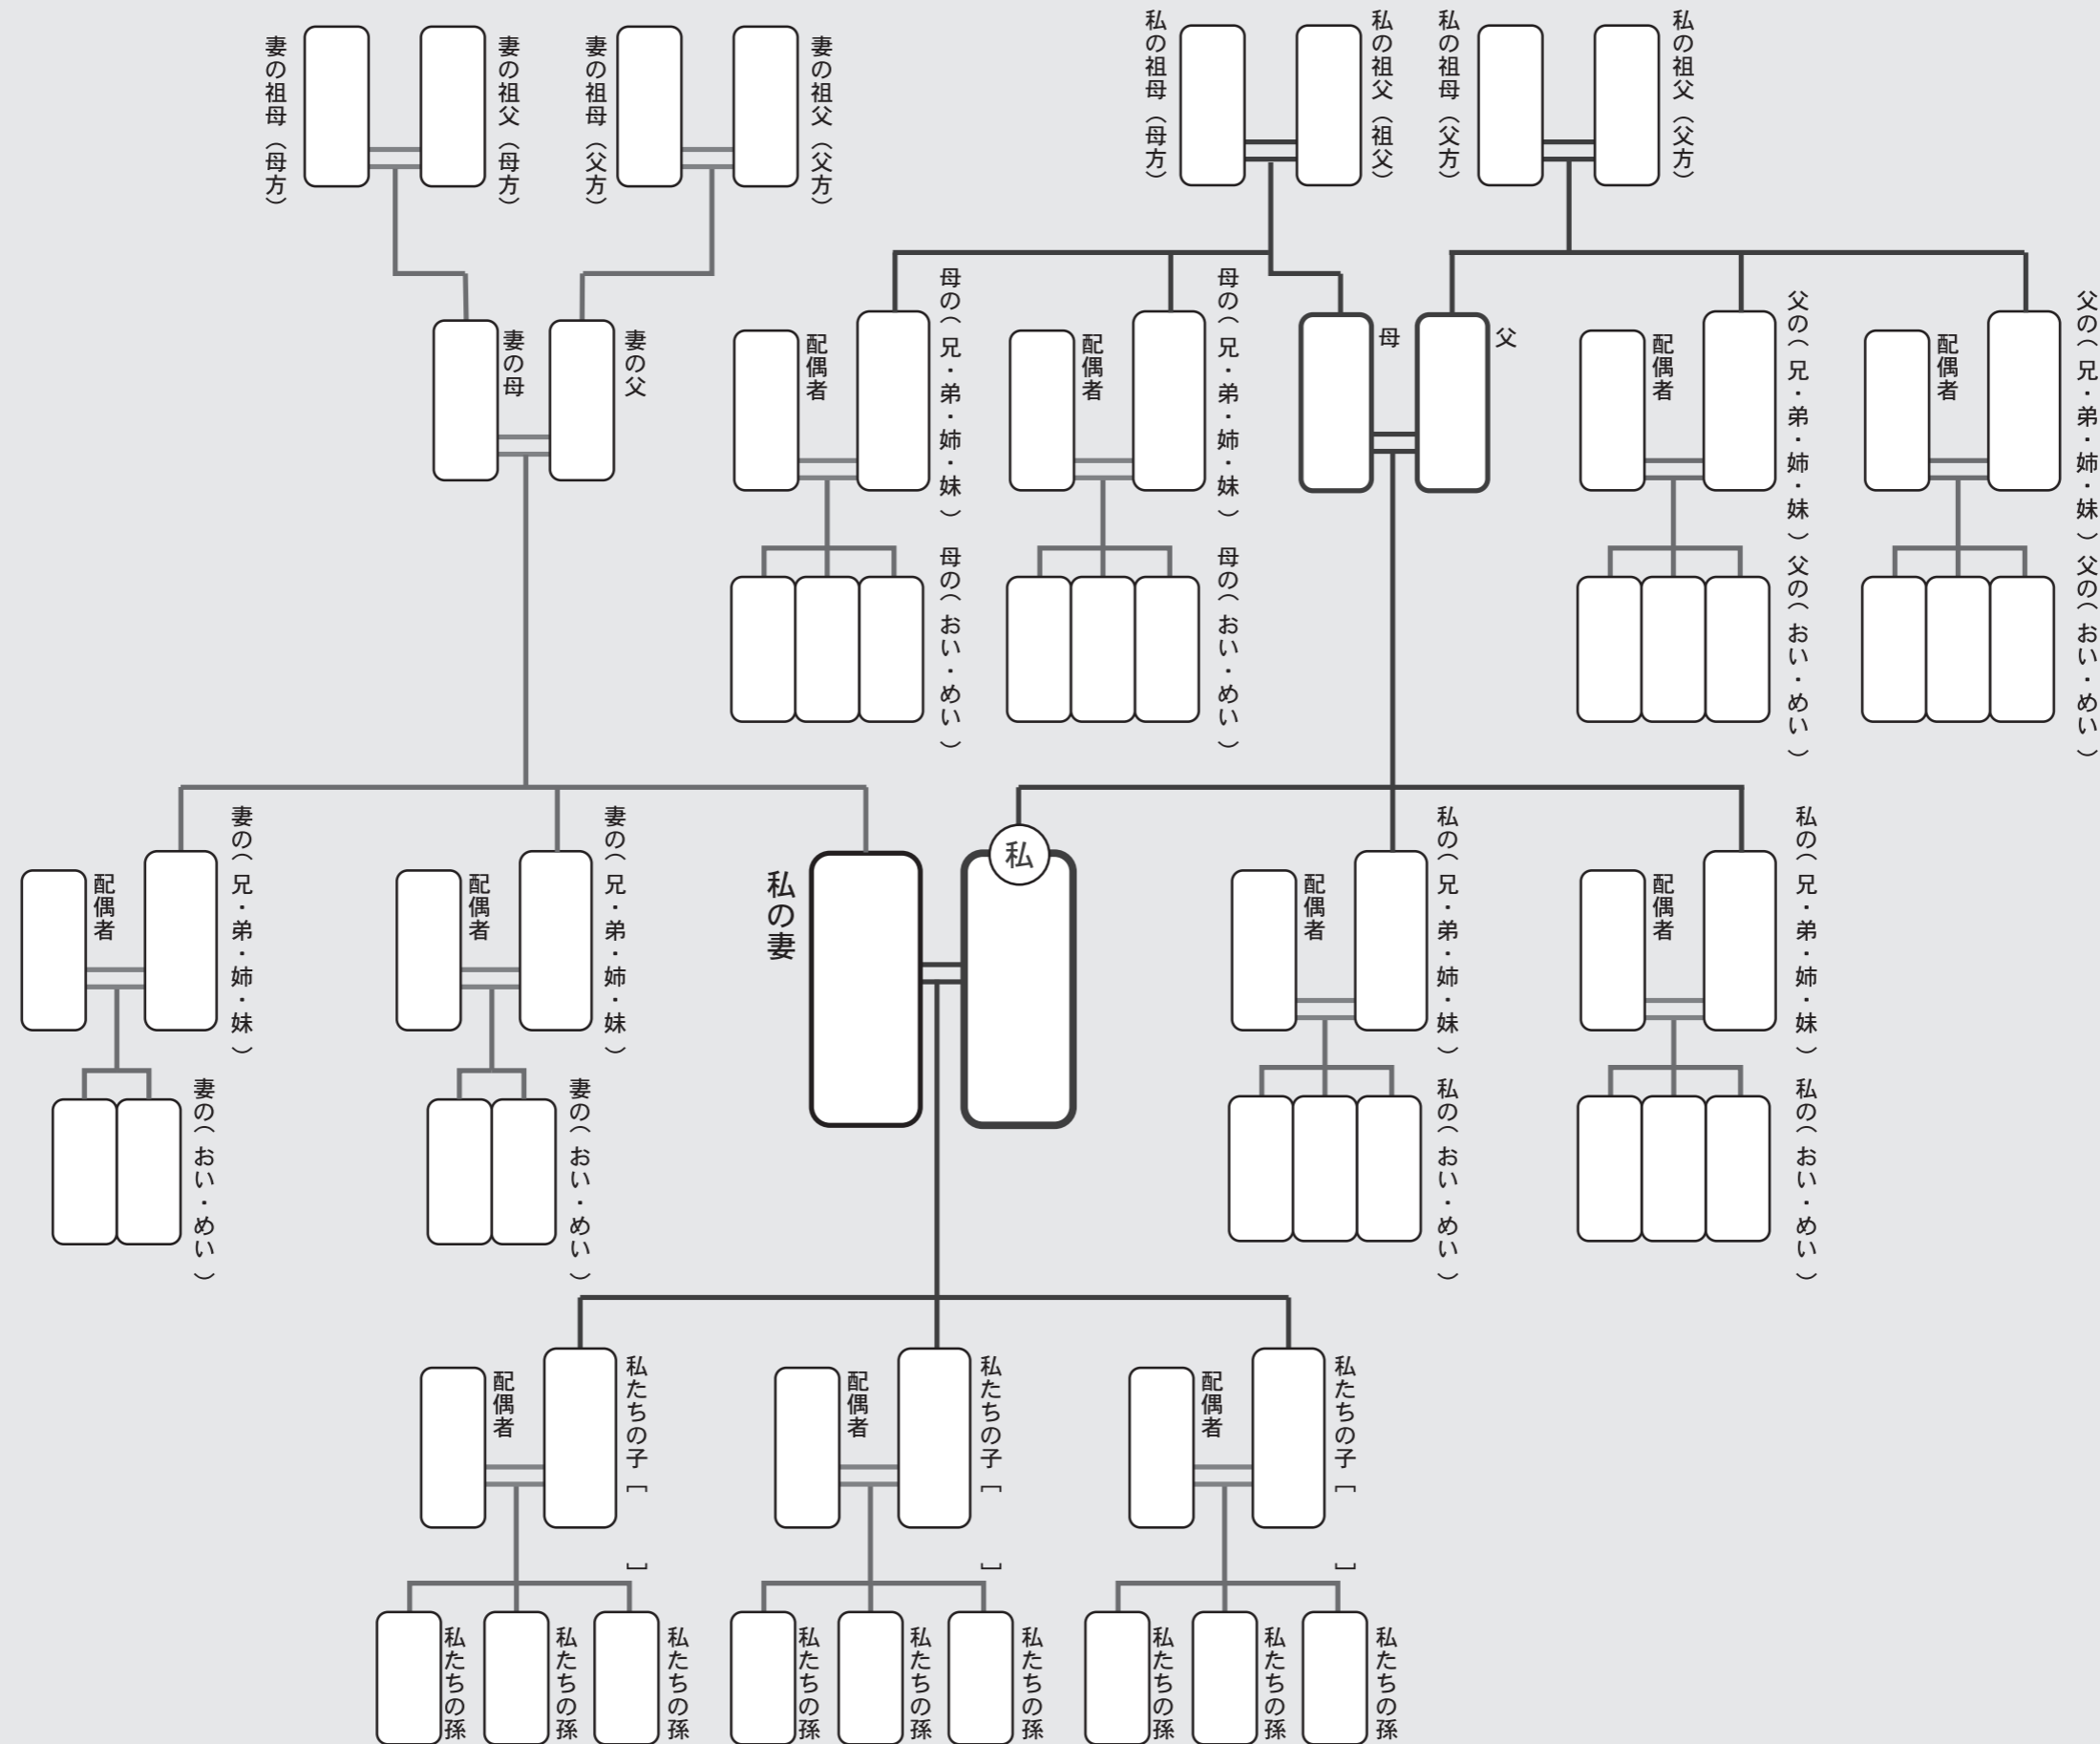 私の祖父（父方）
私の祖母（父方）
私の祖父（祖父）
私の祖母（母方）
妻の祖父（父方）
妻の祖母（父方）
妻の祖父（母方）
妻の祖母（母方）
父の（兄・弟・姉・妹）
配偶者
父の（兄・弟・姉・妹）
配偶者
父
母
母の（兄・弟・姉・妹）
配偶者
母の（兄・弟・姉・妹）
配偶者
妻の父
妻の母
父の（おい・めい）
父の（おい・めい）
母の（おい・めい）
母の（おい・めい）
私の（兄・弟・姉・妹）
配偶者
私の（兄・弟・姉・妹）
配偶者
私
私の妻
妻の（兄・弟・姉・妹）
配偶者
妻の（兄・弟・姉・妹）
配偶者
私の（おい・めい）
私の（おい・めい）
妻の（おい・めい）
妻の（おい・めい）
私たちの子［　　］
配偶者
私たちの子［　　］
配偶者
私たちの子［　　］
配偶者
私たちの孫
私たちの孫
私たちの孫
私たちの孫
私たちの孫
私たちの孫
私たちの孫
私たちの孫
私たちの孫